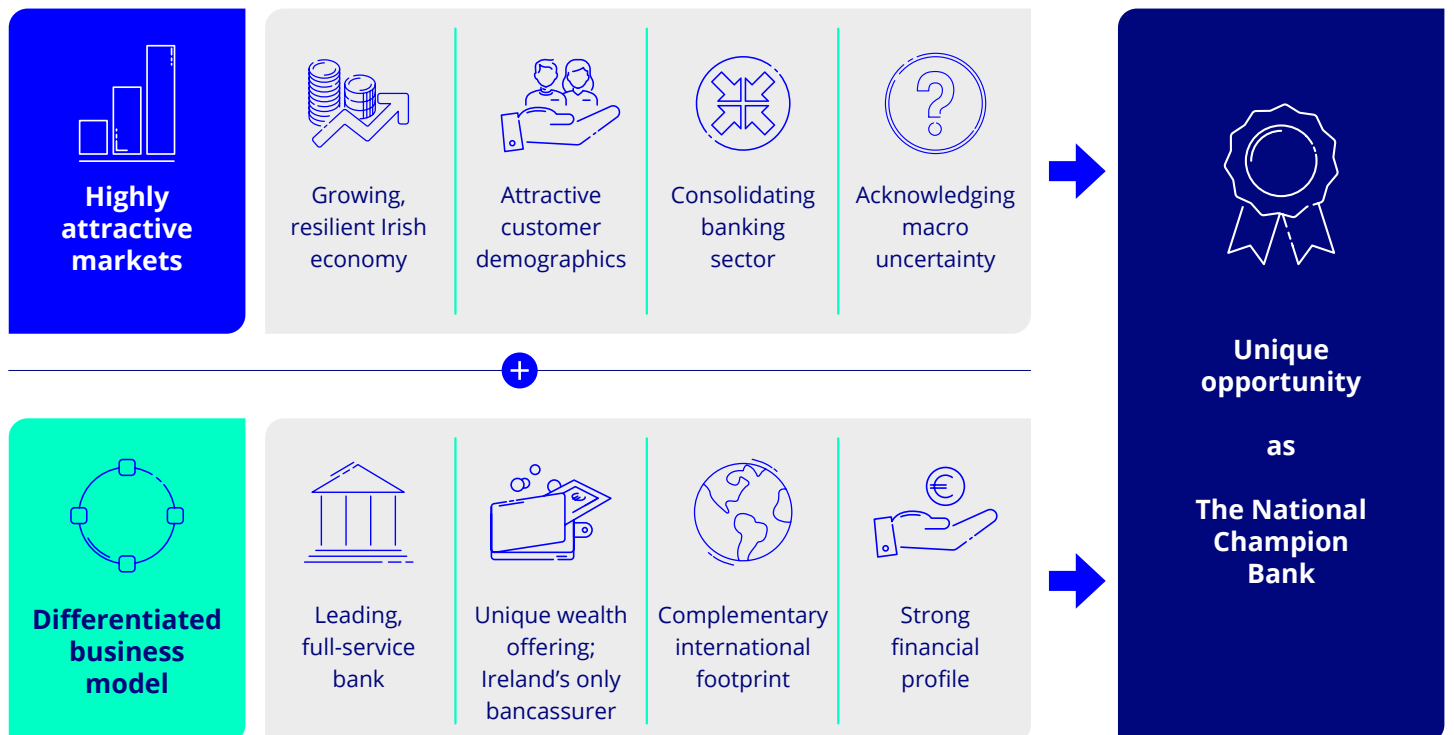 Highly
attractive
markets
Growing,
resilient Irish
economy
Attractive
customer
demographics
Consolidating
banking
sector
?
Acknowledging
macro
uncertainty
+
Differentiated
business
model
Leading,
full-service
bank
€
Unique wealth
offering;
Ireland’s only
bancassurer
Complementary
international
footprint
€
Strong
financial
profile
Unique
opportunity
as
The National
Champion
Bank